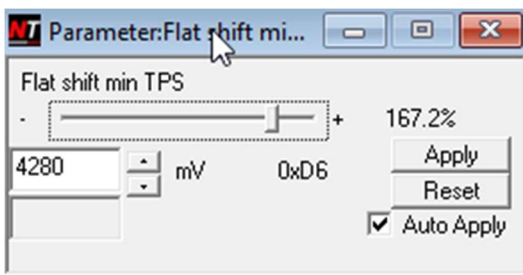 NT Parameter:Flat shift mi...
Flat shift min TPS
- + 167.2%
4280 mV 0xD6 Apply
Reset
Auto Apply